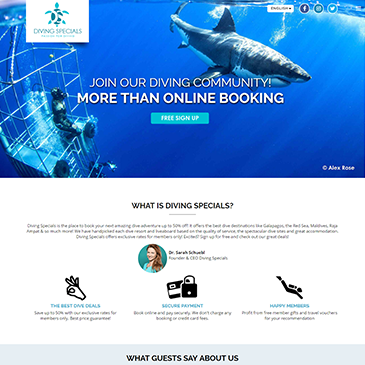 DIVING SPECIALS
ENGLISH
JOIN OUR DIVING COMMUNITY!
MORE THAN ONLINE BOOKING
FREE SIGN UP
© Alex Rose
WHAT IS DIVING SPECIALS?
Diving Specials is the place to book your next amazing dive adventure up to 50% off! It offers the best dive destinations like Galapagos, the Red Sea, Maldives, Raja
Ampat & so much more! We have handpicked each dive resort and liveaboard based on the quality of service, the spectacular dive sites and great accommodation.
Diving Specials offers exclusive rates for members only! Excited? Sign up for free and check out our great deals!
Dr. Sarah Schuebl
Founder & CEO Diving Specials
THE BEST DIVE DEALS
SECURE PAYMENT
HAPPY MEMBERS
Save up to 50% with our exclusive rates for
members only. Best price guarantee!
Book online and pay securely. We don't charge any
booking or credit card fees.
Profit from free member gifts and travel vouchers
for your recommendation
WHAT GUESTS SAY ABOUT US